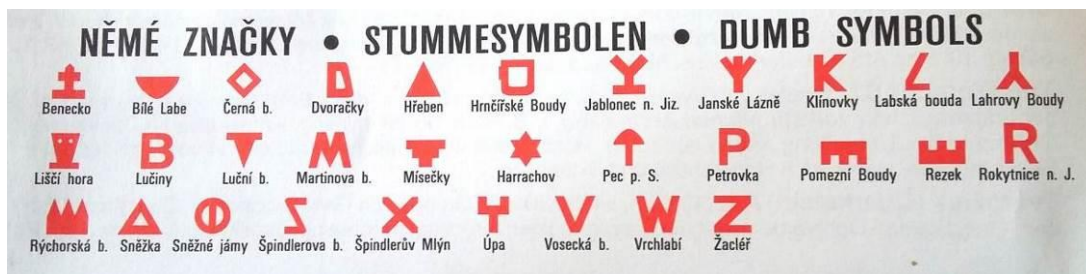 NĚMÉ ZNAČKY • STUMMESYMBOLEN • DUMB SYMBOLS
Benecko Bílé Labe Černá b. Dvoračky Hřeben Hrnčířské Boudy Jablonec n. Jiz. Janské Lázně Klínovky Labská bouda Lahrovy Boudy
Liščí hora Lučiny Luční b. Martinova b. Mísečky Harrachov Pec p. S. Petrovka Pomezní Boudy Rezek Rokytnice n. J.
Rýchorská b. Sněžka Sněžné jámy Špindlerova b. Špindlerův Mlýn Úpa Vosecká b. Vrchlabí Žacléř